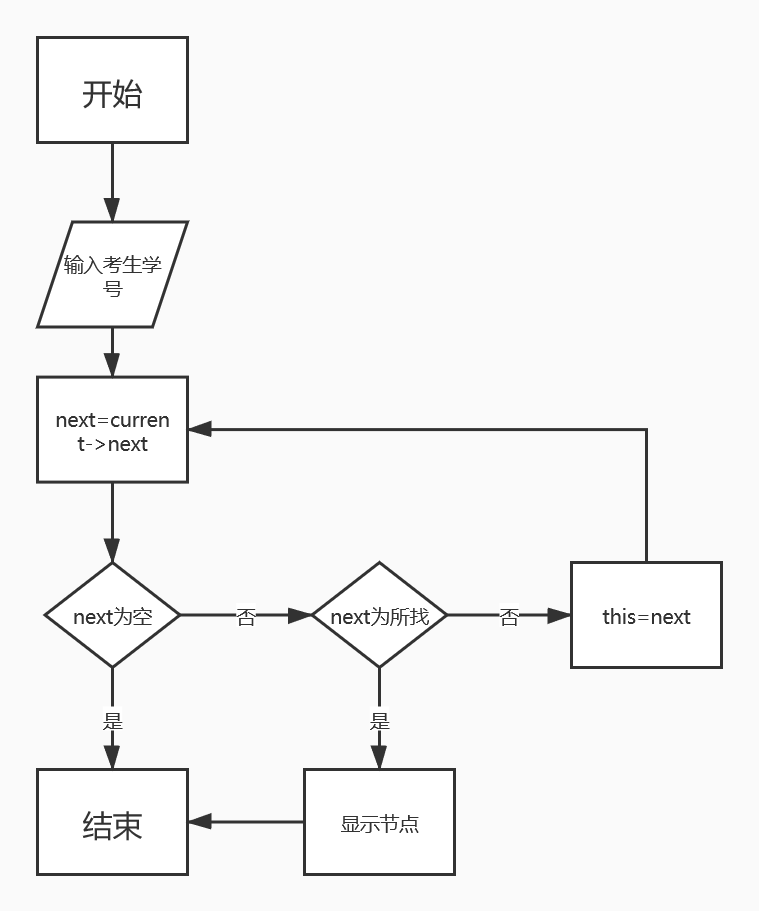 开始
输入考生学
号
next=curren
t->next
next为空
否
next为所找
否
this=next
是
是
结束
显示节点